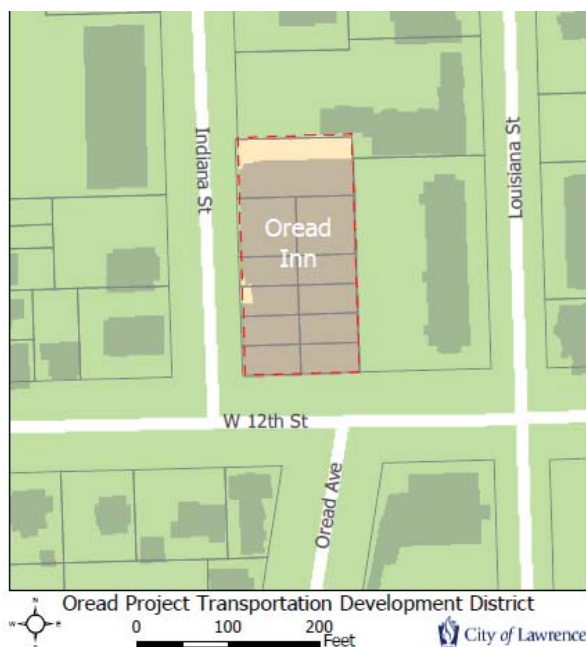 Indiana St
Louisiana St
Oread
Inn
W 12th St
Oread Ave
Oread Project Transportation Development District
N
W
E
S
0 100 200
Feet
City of Lawrence